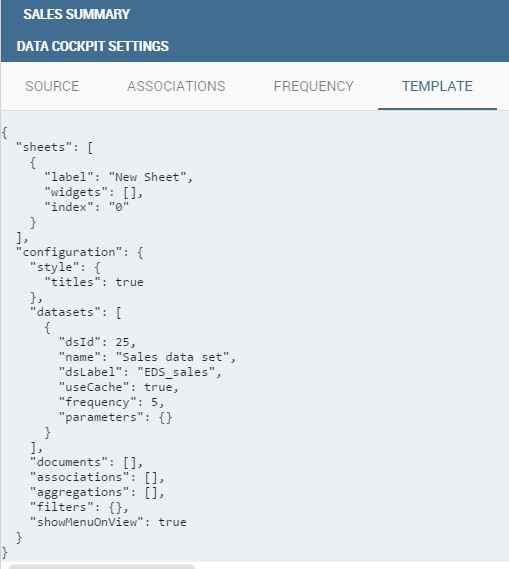 SALES SUMMARY
DATA COCKPIT SETTINGS
SOURCE ASSOCIATIONS FREQUENCY TEMPLATE
{
  "sheets": [
    {
      "label": "New Sheet",
      "widgets": [],
      "index": "0"
    }
  ],
  "configuration": {
    "style": {
      "titles": true
    },
    "datasets": [
      {
        "dsId": 25,
        "name": "Sales data set",
        "dsLabel": "EDS_sales",
        "useCache": true,
        "frequency": 5,
        "parameters": {}
      }
    ],
    "documents": [],
    "associations": [],
    "aggregations": [],
    "filters": {},
    "showMenuOnView": true
  }
}